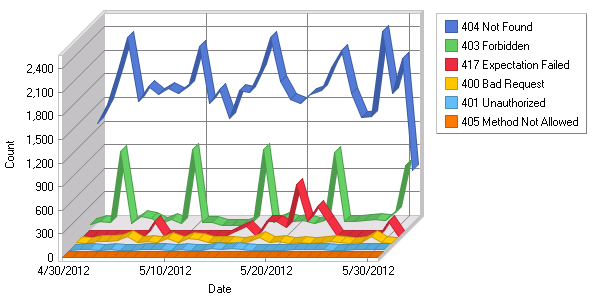 404 Not Found
403 Forbidden
417 Expectation Failed
400 Bad Request
401 Unauthorized
405 Method Not Allowed
Count
2,400
2,100
1,800
1,500
1,200
900
600
300
0
4/30/2012
5/10/2012
5/20/2012
5/30/2012
Date